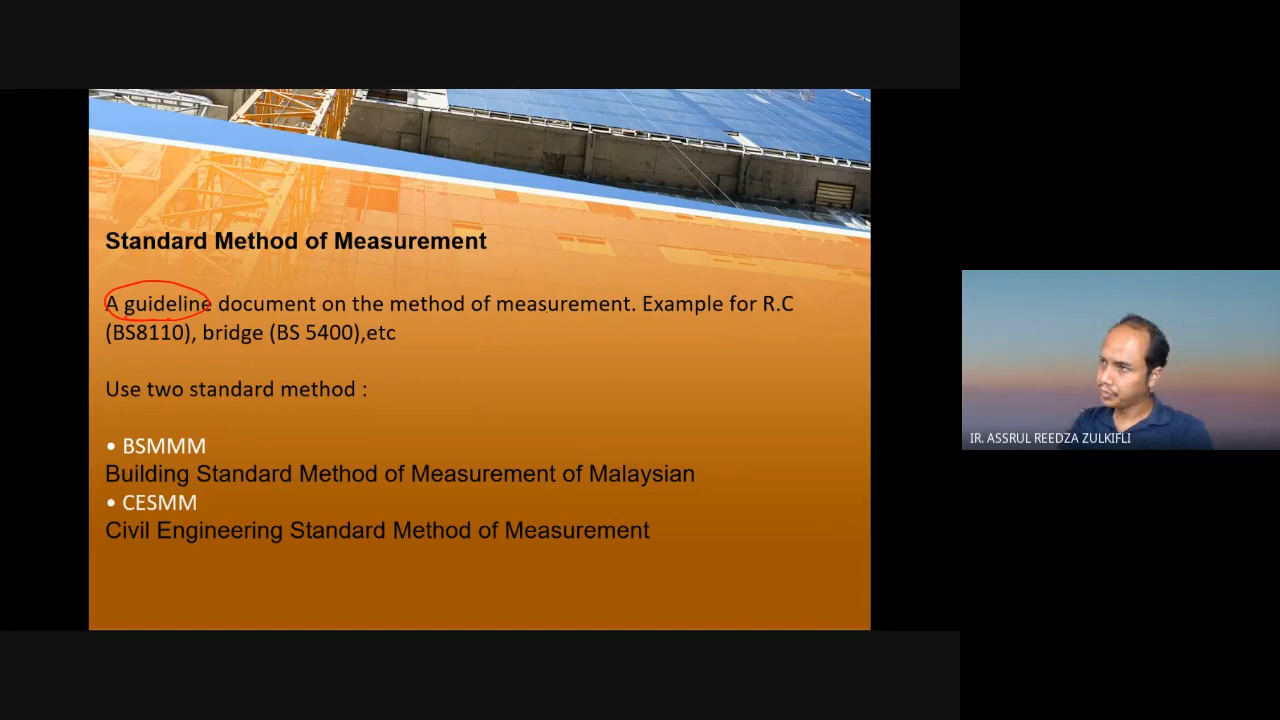 Standard Method of Measurement
A guideline document on the method of measurement. Example for R.C
(BS8110), bridge (BS 5400),etc
Use two standard method :
• BSMMM
Building Standard Method of Measurement of Malaysian
• CESMM
Civil Engineering Standard Method of Measurement
IR. ASSRUL REEDZA ZULKIFLI